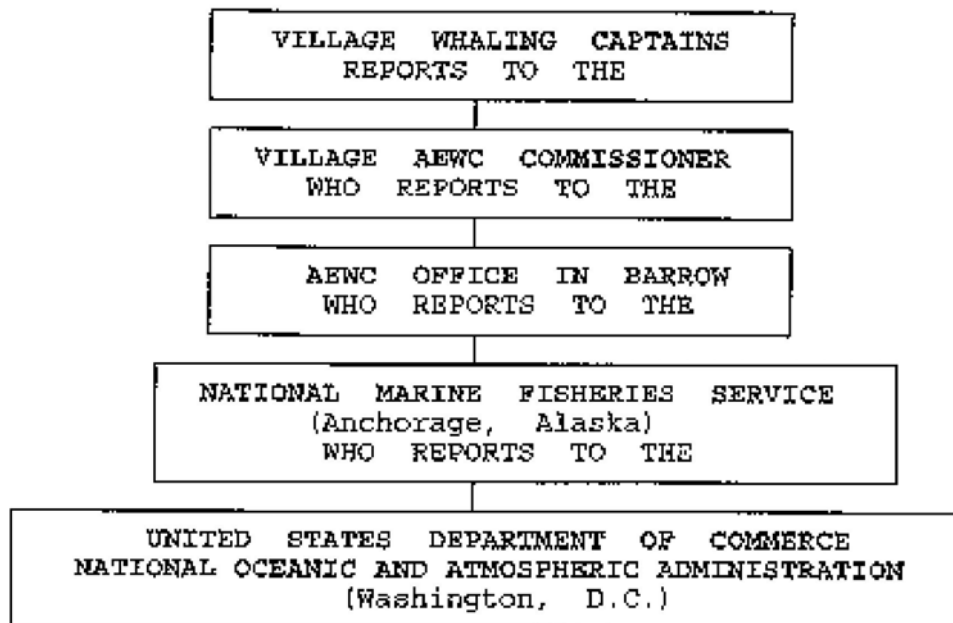 VILLAGE WHALING CAPTAINS
REPORTS TO THE
VILLAGE AEWC COMMISSIONER
WHO REPORTS TO THE
AEWC OFFICE IN BARROW
WHO REPORTS TO THE
NATIONAL MARINE FISHERIES SERVICE
(Anchorage, Alaska)
WHO REPORTS TO THE
UNITED STATES DEPARTMENT OF COMMERCE
NATIONAL OCEANIC AND ATMOSPHERIC ADMINISTRATION
(Washington, D.C.)